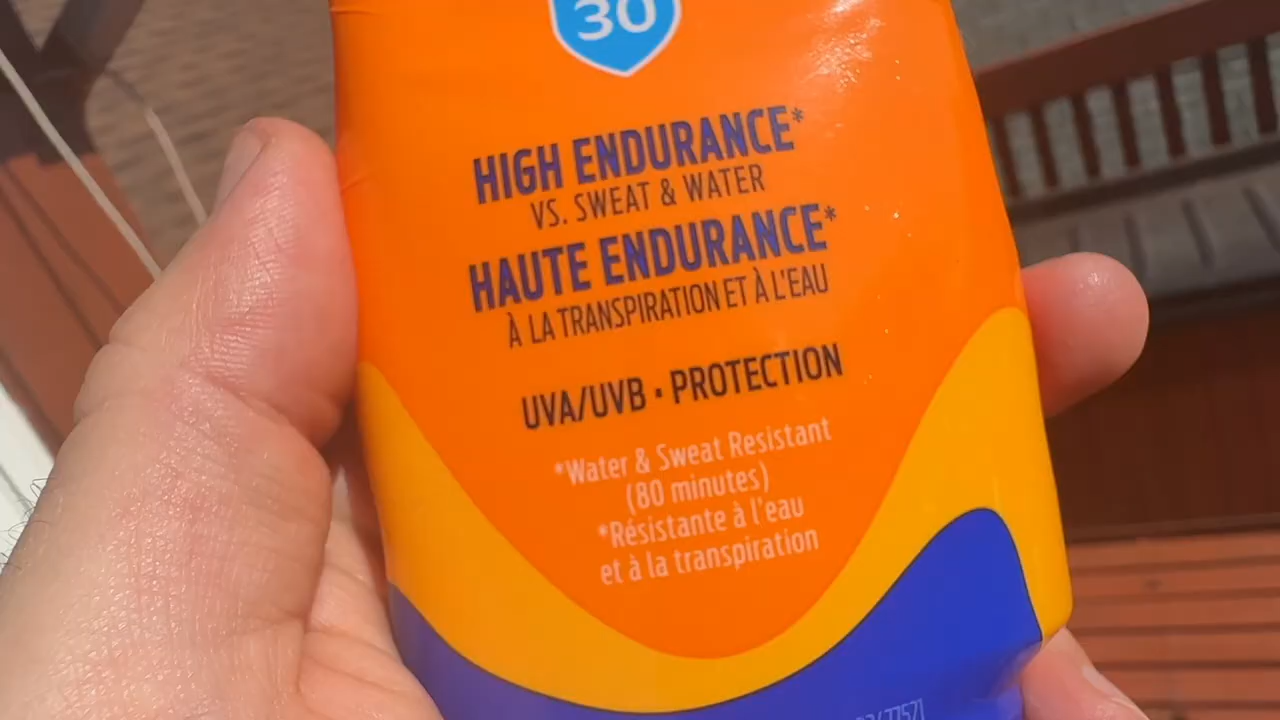 30
HIGH ENDURANCE*
VS. SWEAT & WATER
HAUTE ENDURANCE*
À LA TRANSPIRATION ET À L'EAU
UVA/UVB • PROTECTION
*Water & Sweat Resistant
(80 minutes)
*Résistante à l'eau
et à la transpiration